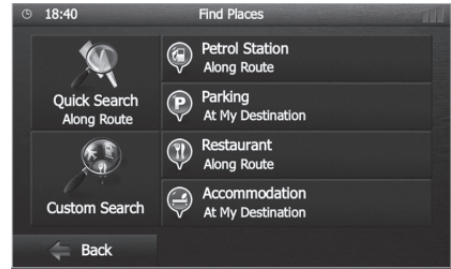 18:40
Find Places
Quick Search
Along Route
Custom Search
Petrol Station
Along Route
P
Parking
At My Destination
Restaurant
Along Route
Accommodation
At My Destination
Back